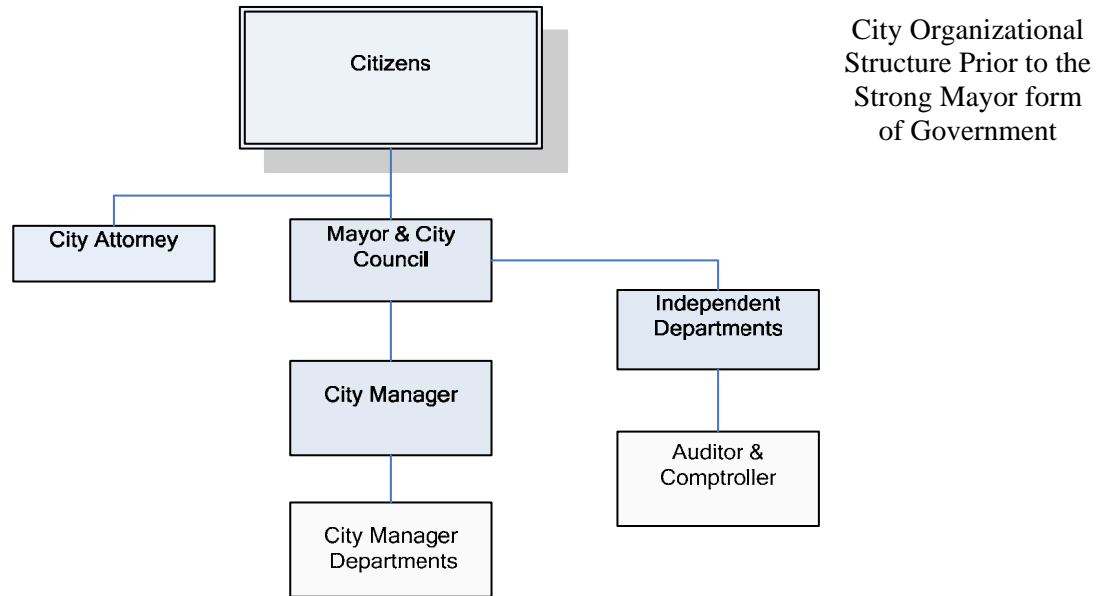 City Organizational
Structure Prior to the
Strong Mayor form
of Government
Citizens
City Attorney
Mayor & City
Council
Independent
Departments
City Manager
Auditor &
Comptroller
City Manager
Departments